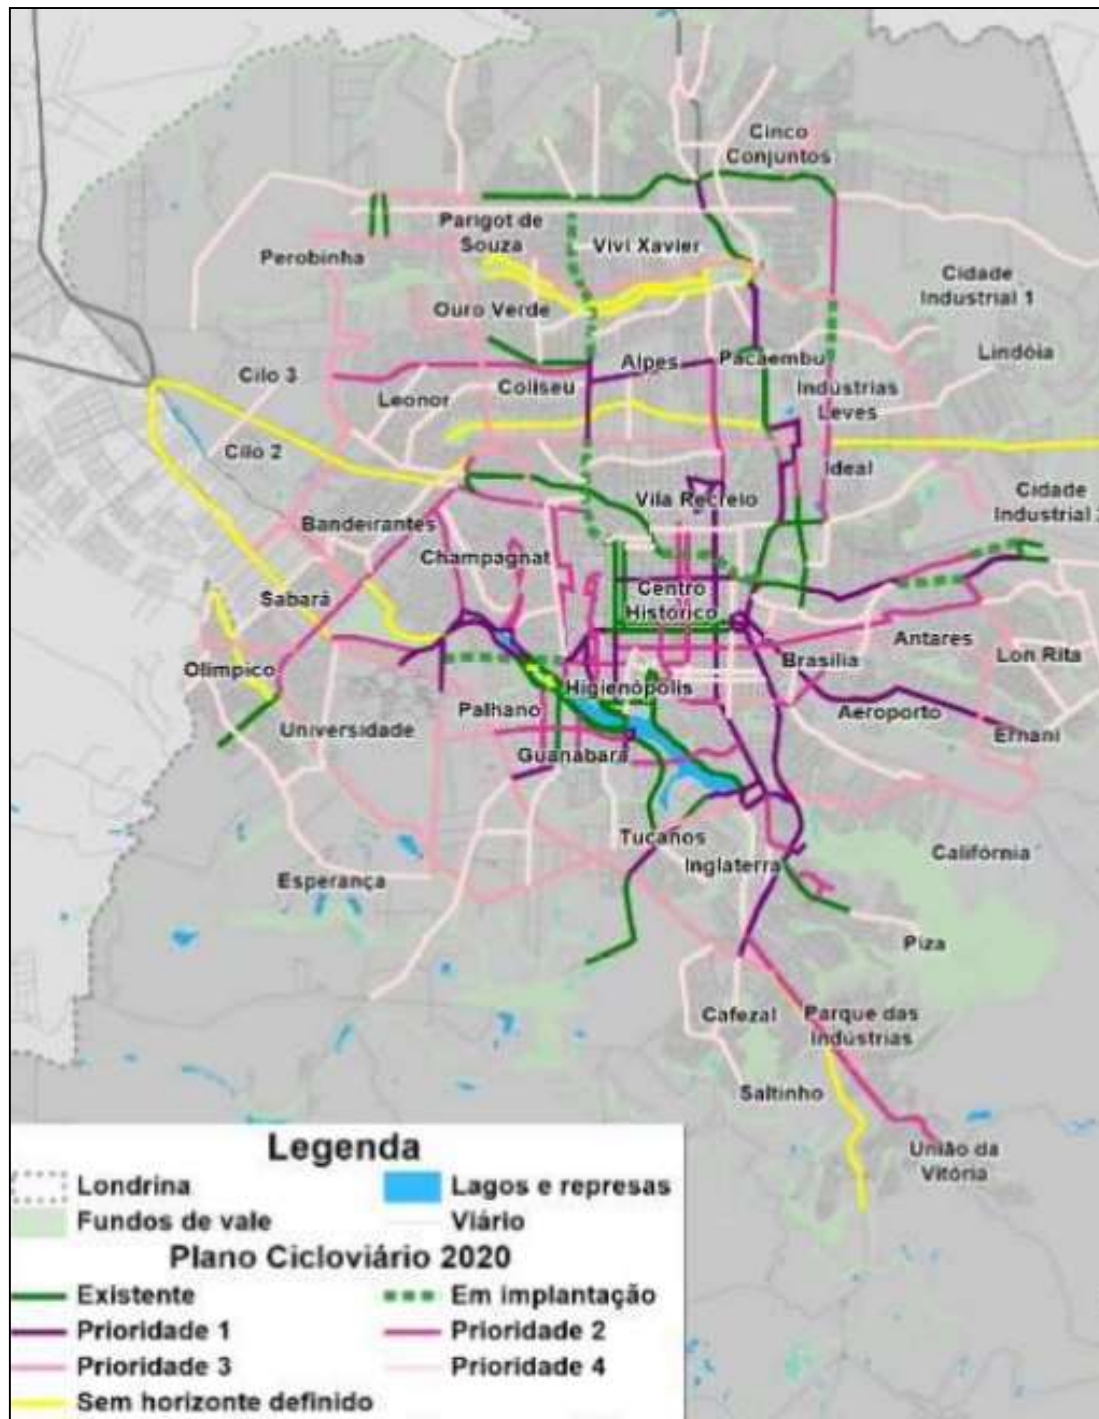 Cinco
Conjuntos
Parigot de
Souza
Vivi Xavier
Perobinha
Cidade
Industrial 1
Ouro Verde
Lindóia
Alpes
Pacaembu
Cilo 3
Coliseu
Indústrias
Leves
Leonor
Cilo 2
Ideal
Vila Recreio
Cidade
Industrial 2
Bandeirantes
Champagnat
Centro
Histórico
Sabará
Antares
Lon Rita
Brasília
Olímpico
Higienópolis
Palhano
Aeroporto
Universidade
Ernani
Guanabara
Tucanos
Inglaterra
Califórnia
Esperança
Piza
Cafezal
Parque das
Indústrias
Saltinho
União da
Vitória
Legenda
Londrina
Lagos e represas
Fundos de vale
Viário
Plano Cicloviário 2020
Existente
Em implantação
Prioridade 1
Prioridade 2
Prioridade 3
Prioridade 4
Sem horizonte definido